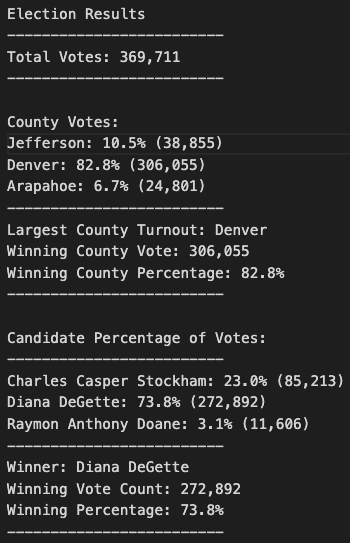 Election Results
-------------------------
Total Votes: 369,711
-------------------------
County Votes:
Jefferson: 10.5% (38,855)
Denver: 82.8% (306,055)
Arapahoe: 6.7% (24,801)
-------------------------
Largest County Turnout: Denver
Winning County Vote: 306,055
Winning County Percentage: 82.8%
-------------------------
Candidate Percentage of Votes:
-------------------------
Charles Casper Stockham: 23.0% (85,213)
Diana DeGette: 73.8% (272,892)
Raymon Anthony Doane: 3.1% (11,606)
-------------------------
Winner: Diana DeGette
Winning Vote Count: 272,892
Winning Percentage: 73.8%
-------------------------